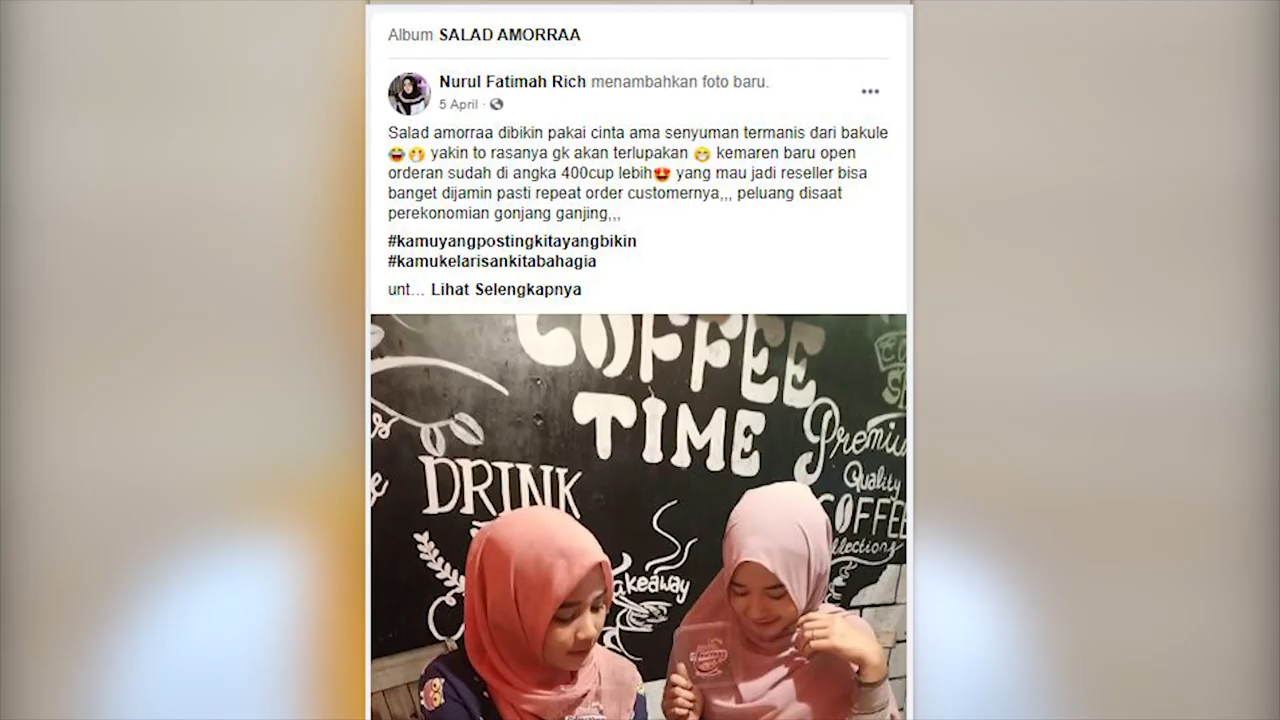 Album SALAD AMORRAA
Nurul Fatimah Rich menambahkan foto baru.
5 April ·
Salad amorraa dibikin pakai cinta ama senyuman termanis dari bakule
😂😁 yakin to rasanya gk akan terlupakan 😁 kemaren baru open
orderan sudah di angka 400cup lebih😍 yang mau jadi reseller bisa
banget dijamin pasti repeat order customernya,,, peluang disaat
perekonomian gonjang ganjing,,,
#kamuyangpostingkitayangbikin
#kamukelarisankitabahagia
unt... Lihat Selengkapnya
COFFEE
TIME
Premiu
Quality
COFFEE
llections
DRINK
akeaway